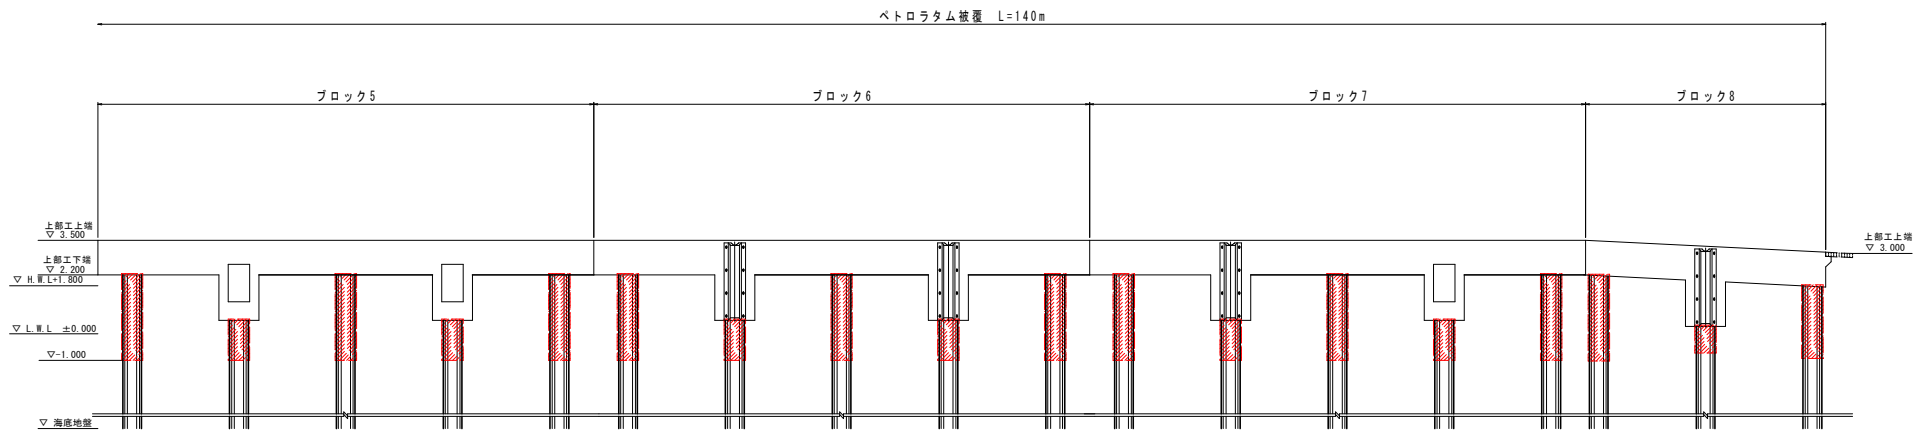 ペトロラタム被覆 L=140m
ブロック5
ブロック6
ブロック7
ブロック8
上部工上端
▽ 3.500
上部工上端
▽ 3.000
上部工下端
▽ 2.200
▽ H.W.L+1.800
▽ L.W.L ±0.000
▽-1.000
▽ 海底地盤